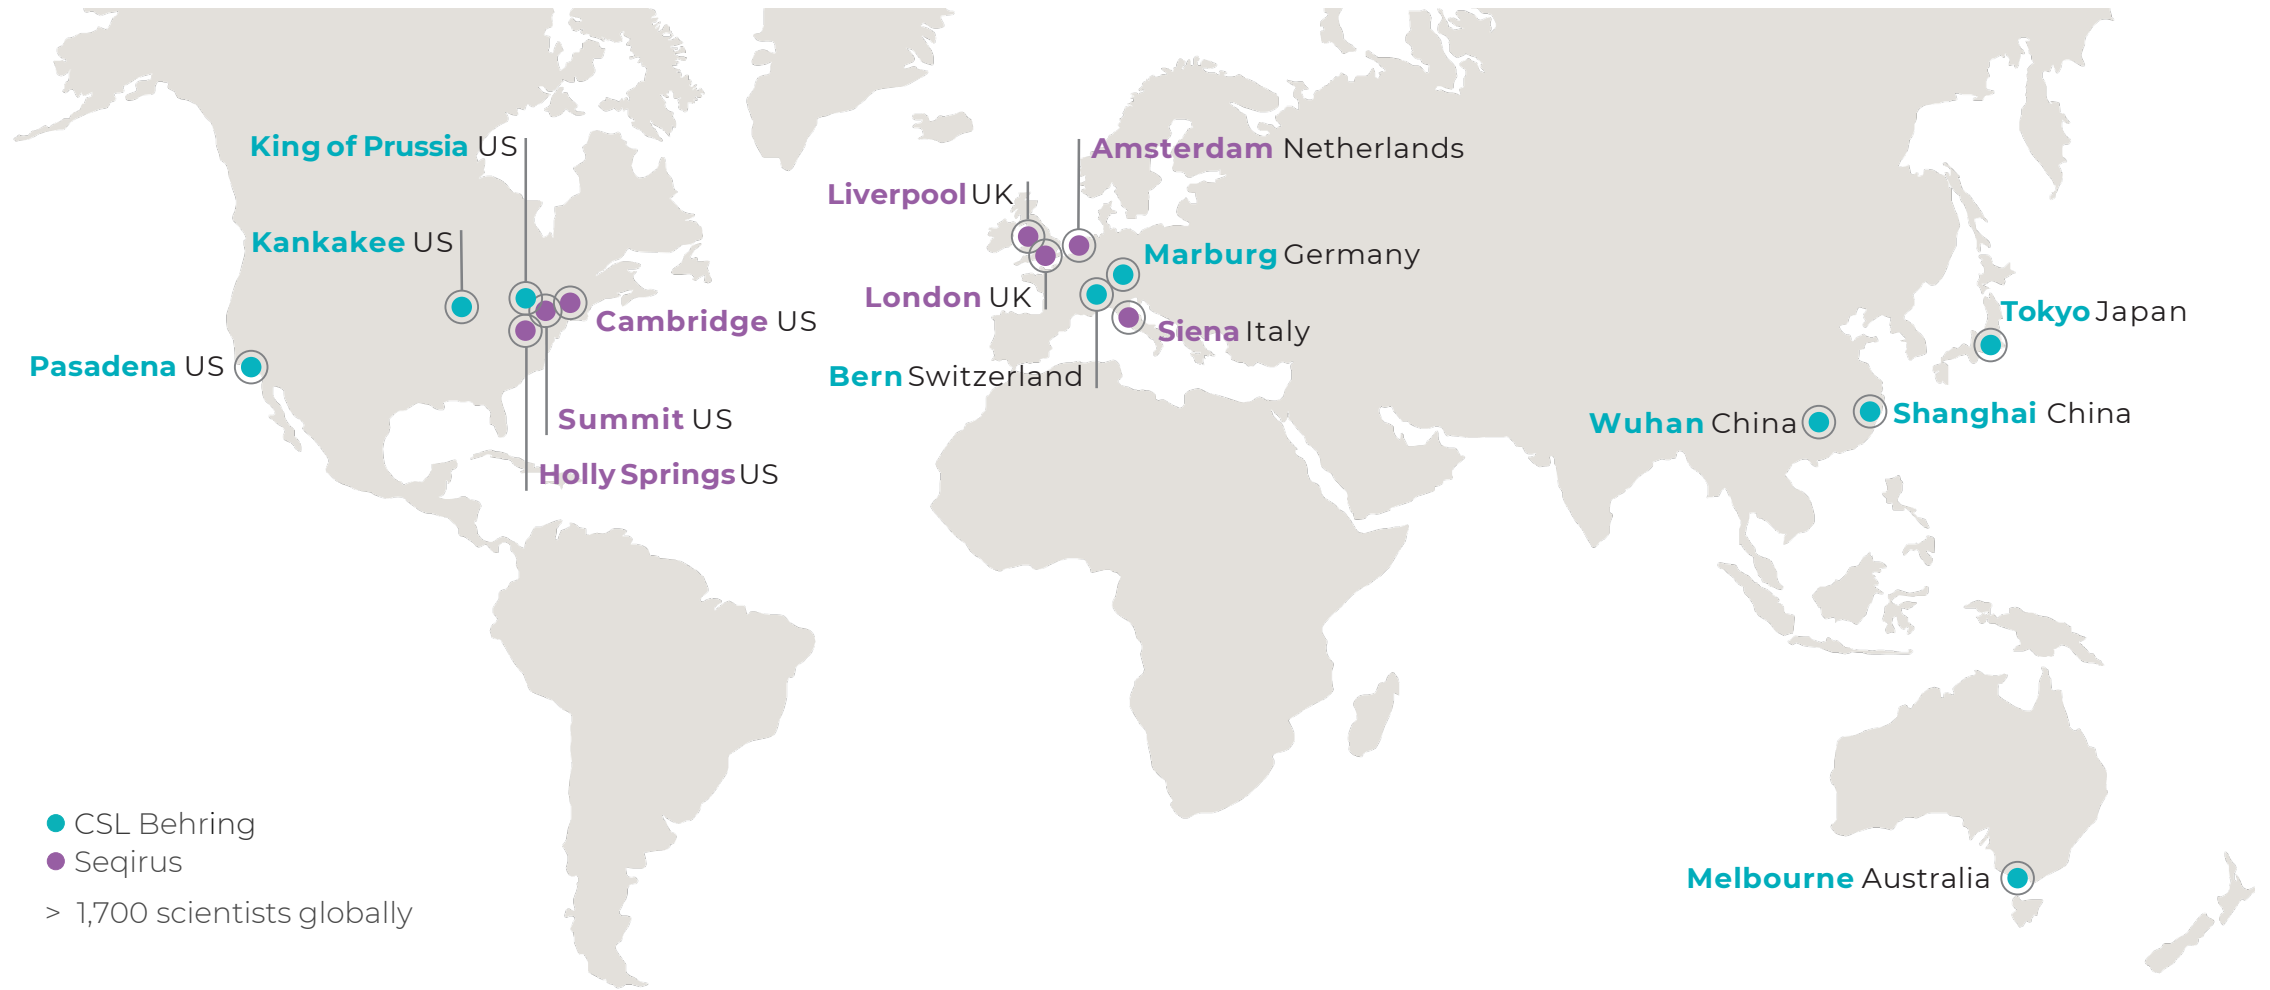 King of Prussia US
Amsterdam Netherlands
Liverpool UK
Kankakee US
Marburg Germany
London UK
Tokyo Japan
Cambridge US
Siena Italy
Pasadena US
Bern Switzerland
Summit US
Wuhan China
Shanghai China
Holly Springs US
CSL Behring
Seqirus
> 1,700 scientists globally
Melbourne Australia